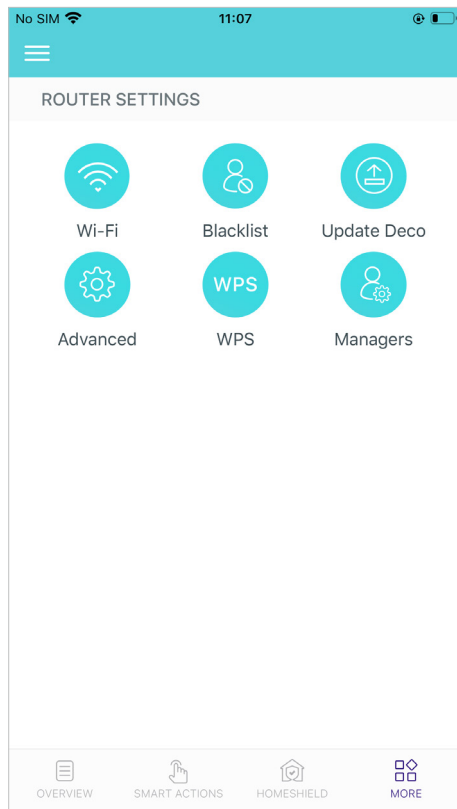 No SIM 11:07
ROUTER SETTINGS
Wi-Fi Blacklist Update Deco
WPS
Advanced WPS Managers
OVERVIEW SMART ACTIONS HOMESHIELD MORE